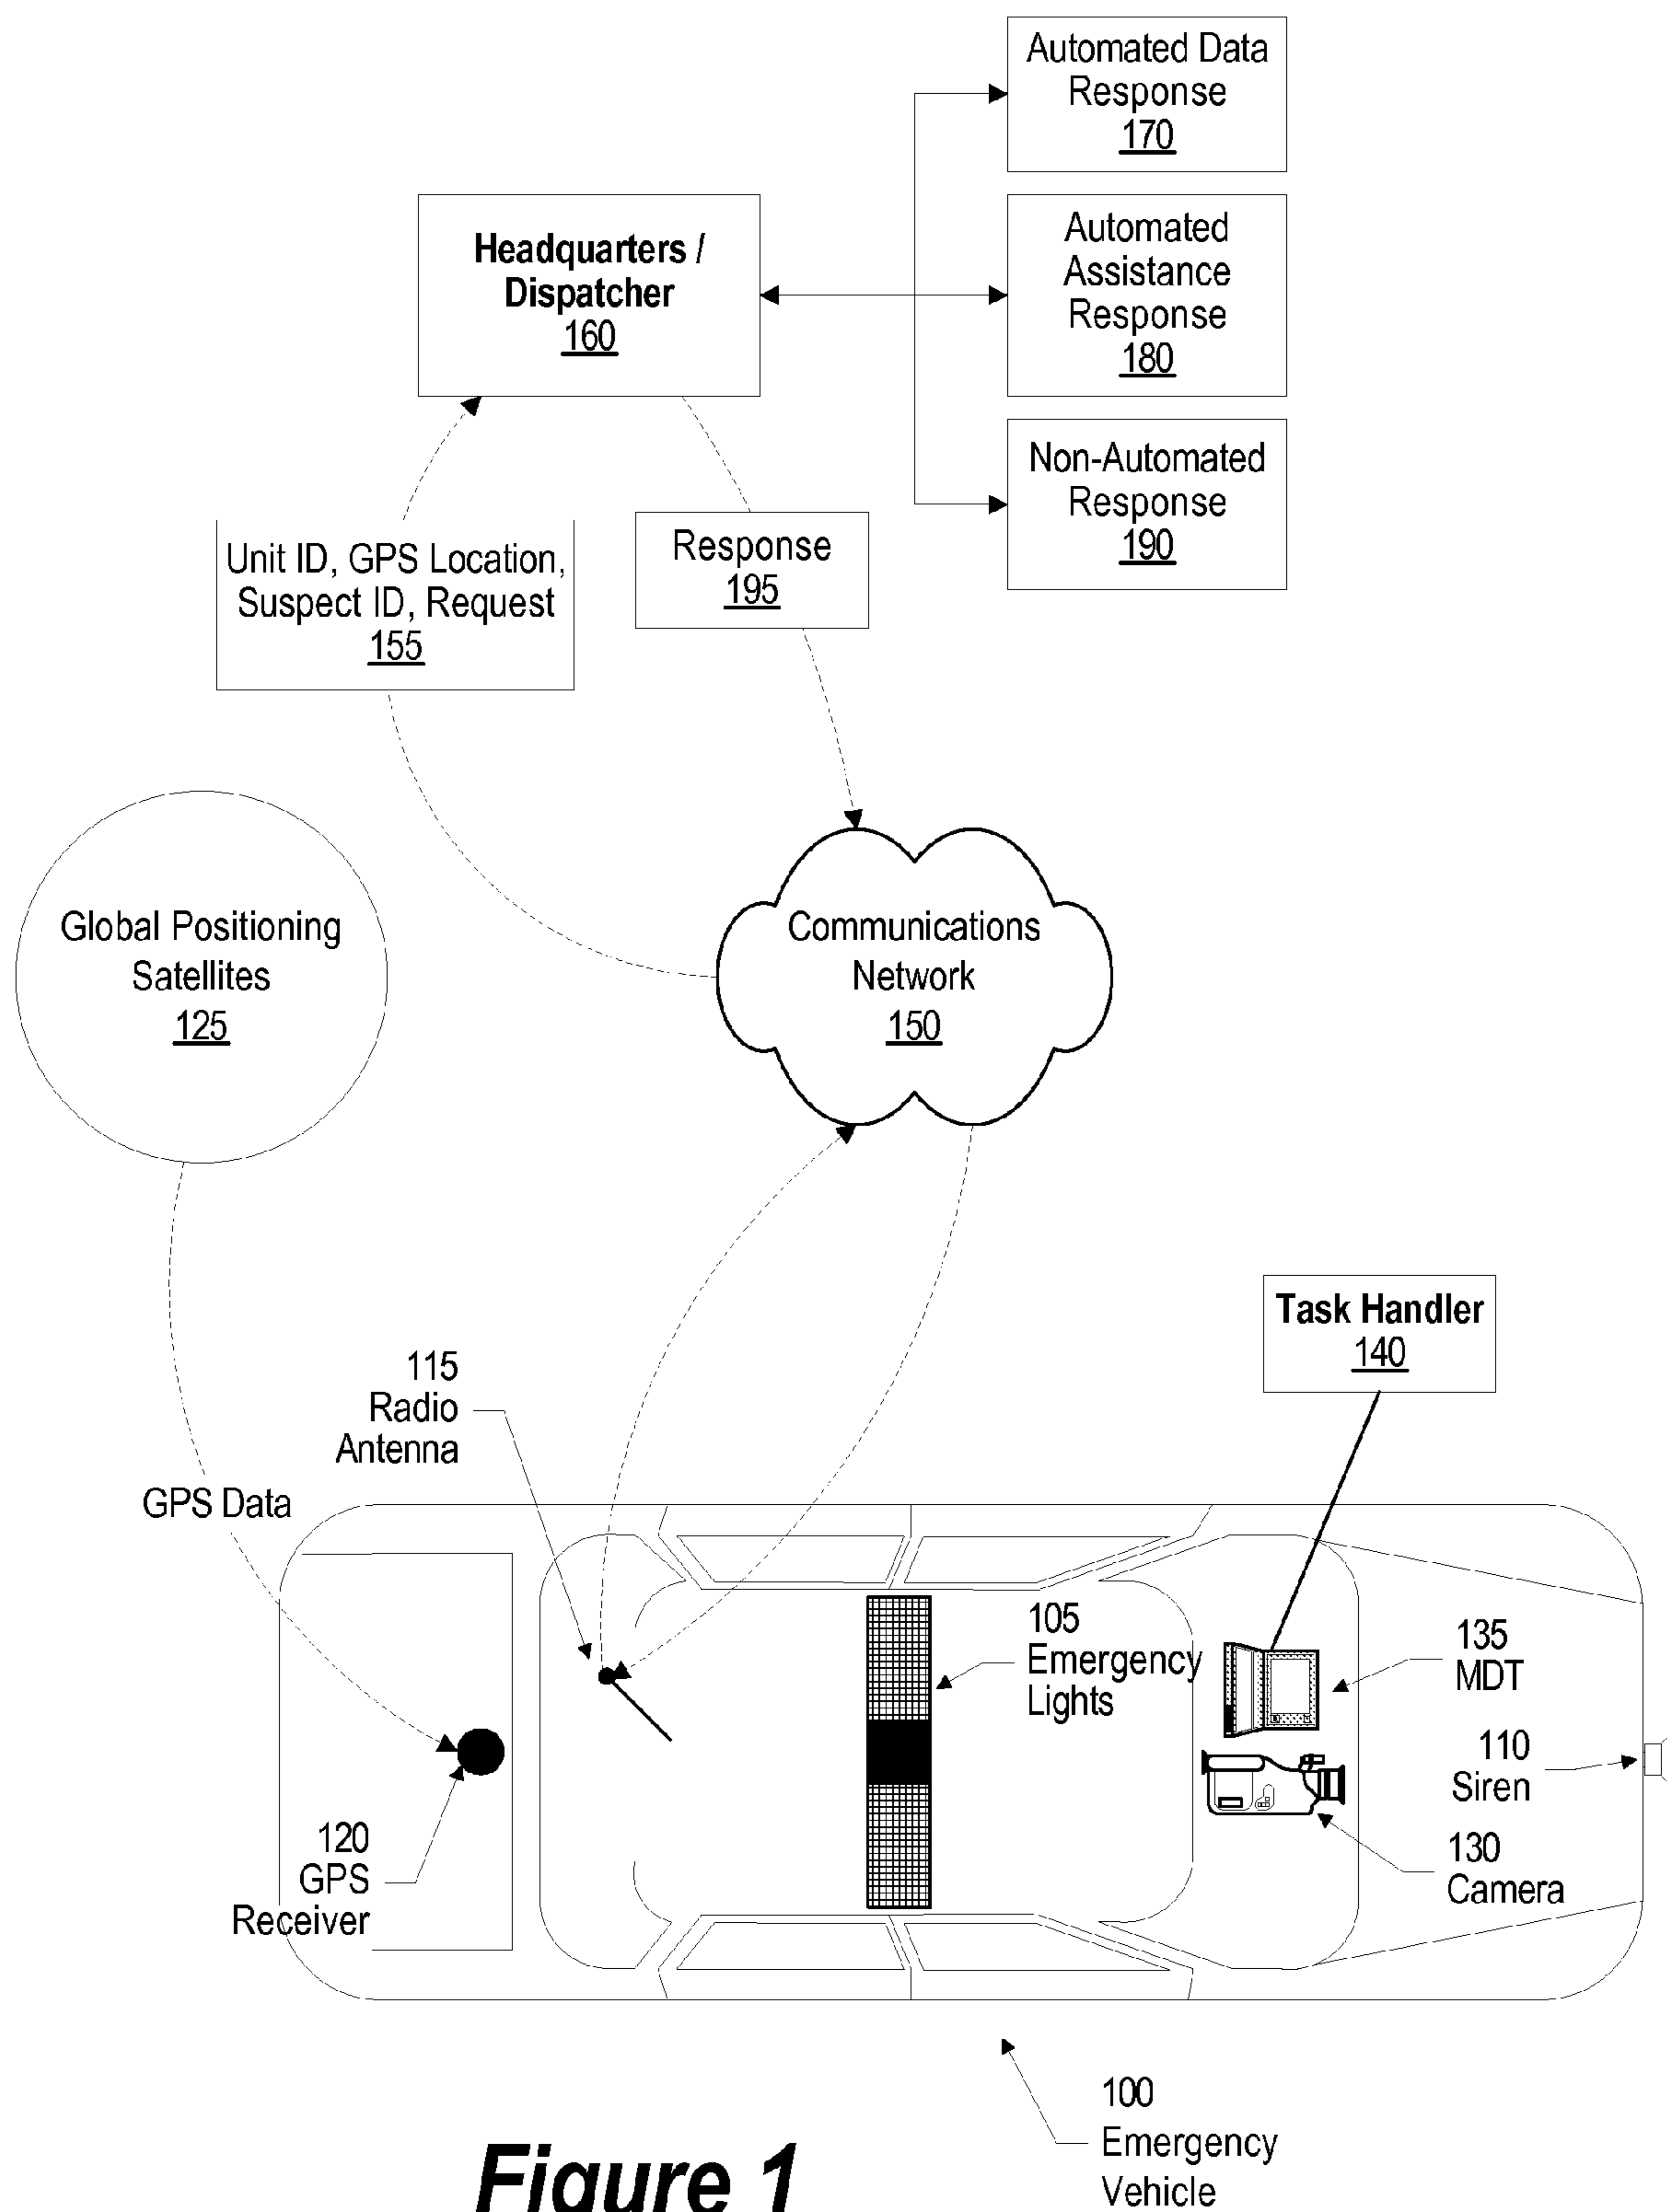 Automated Data
Response
170
Headquarters /
Dispatcher
160
Automated
Assistance
Response
180
Non-Automated
Response
190
Unit ID, GPS Location,
Suspect ID, Request
155
Response
195
Global Positioning
Satellites
125
Communications
Network
150
Task Handler
140
115
Radio
Antenna
GPS Data
105
Emergency
Lights
135
MDT
110
Siren
120
GPS
Receiver
130
Camera
100
Emergency
Vehicle
Figure 1